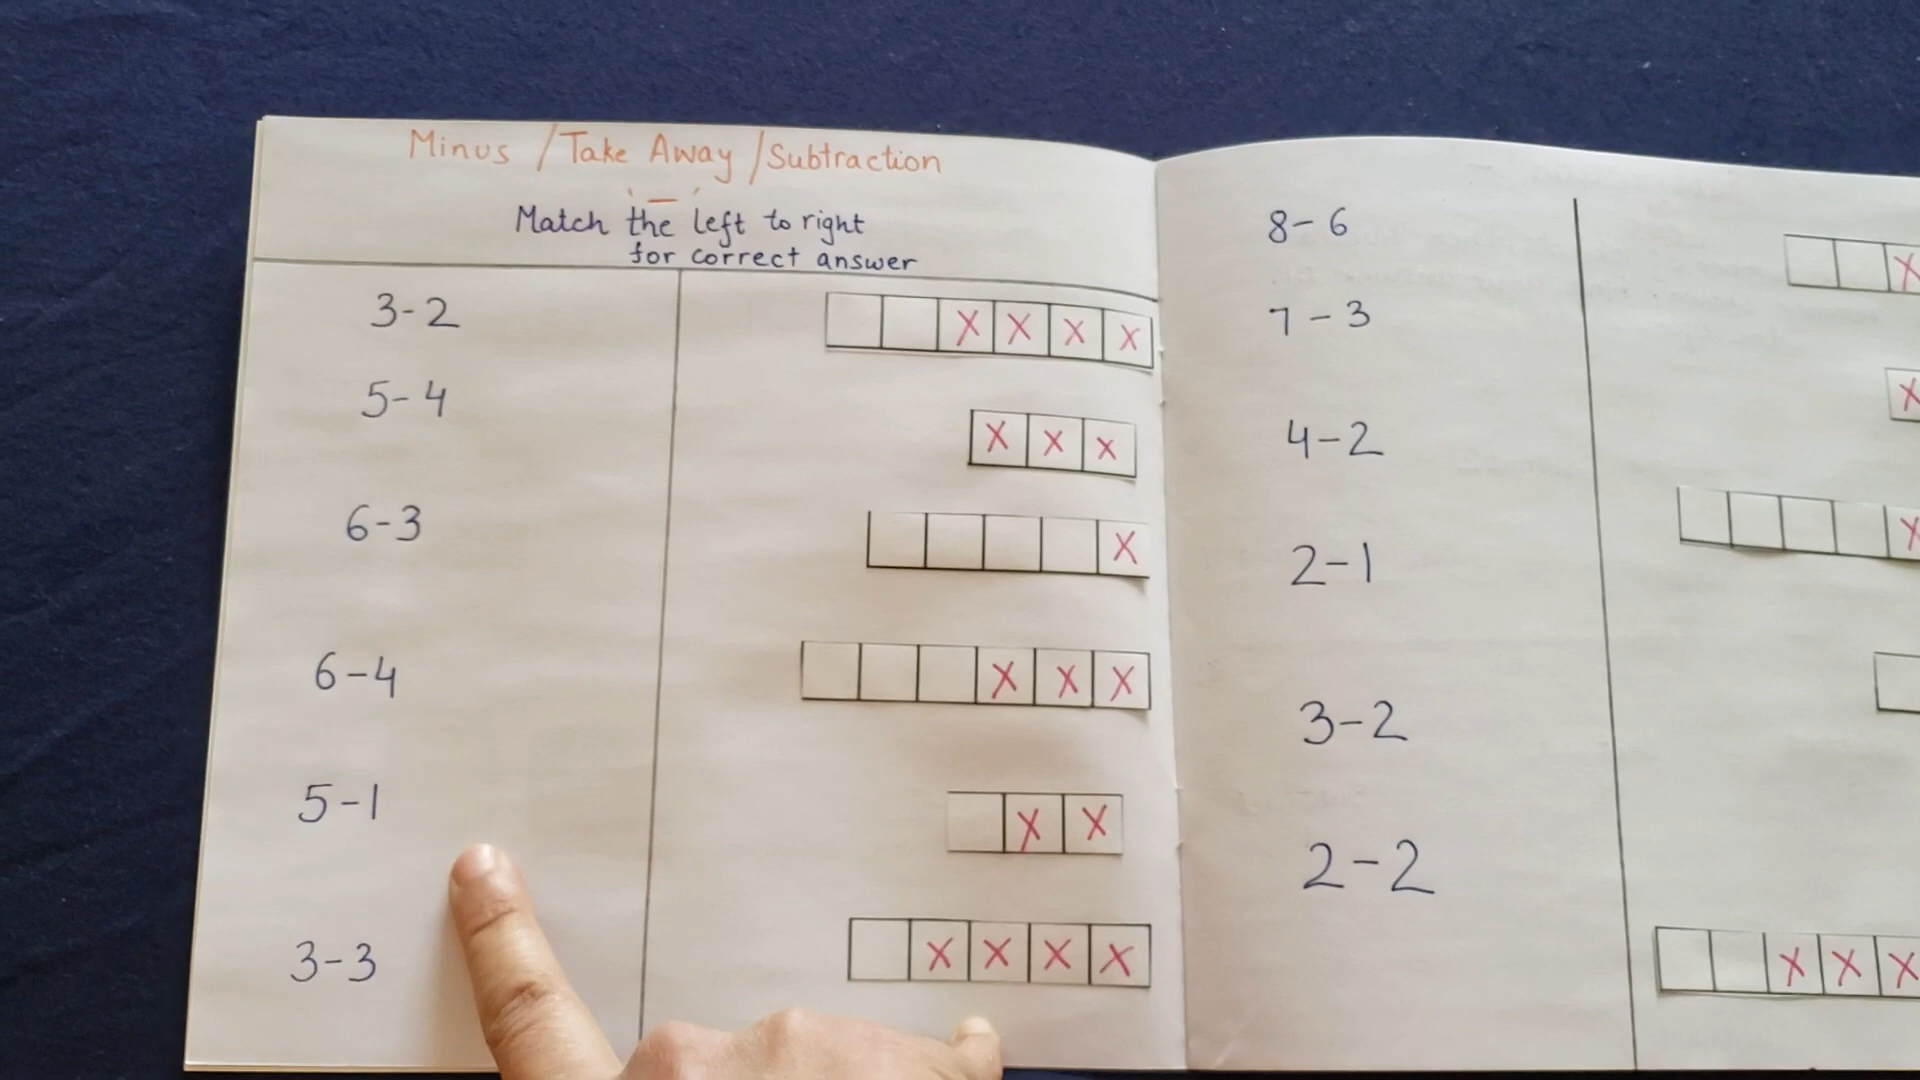 Minus / Take Away / Subtraction
–
Match the left to right
for correct answer
3-2
X X X X
5-4
X X X
6-3
X
6-4
X X X
5-1
X X
3-3
X X X X
8-6
X
7-3
X
4-2
X
2-1
3-2
2-2
X X X